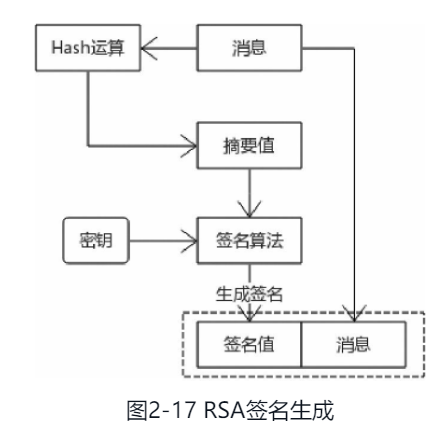 Hash运算
消息
摘要值
密钥
签名算法
生成签名
签名值
消息
图2-17 RSA签名生成